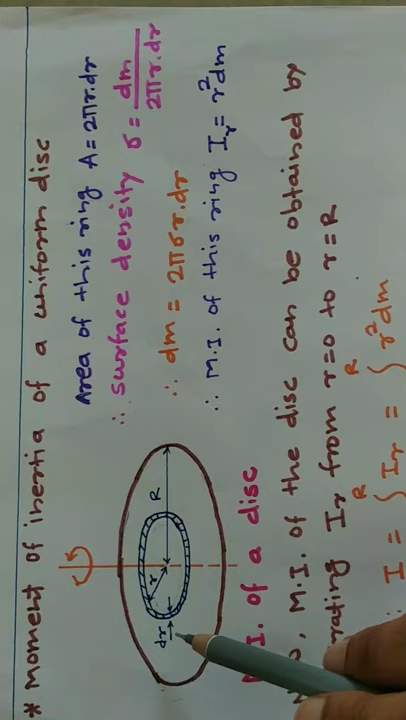 * Moment of inertia of a uniform disc
Area of this ring A = 2πr.dr
∴ surface density σ = dm / 2πr.dr
∴ dm = 2πσr.dr
∴ M.I. of this ring Iᵣ = r²dm
R
r
dr
M.I. of a disc
, M.I. of the disc can be obtained by
rating Iᵣ from r=0 to r=R
I = ∫ᴿ Iᵣ = ∫ᴿ r²dm